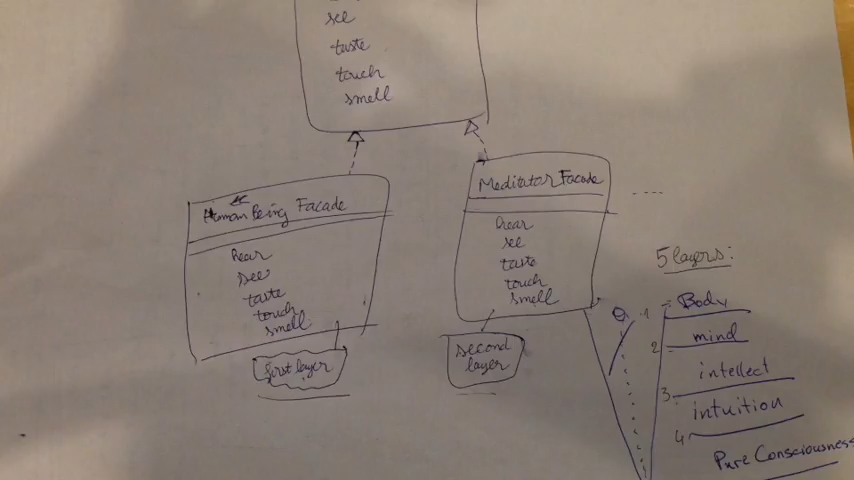 see
taste
touch
smell
Human Being Facade
hear
see
taste
touch
smell
first layer
Meditator Facade
hear
see
taste
touch
smell
second
layer
5 layers:
1 Body
2 mind
intellect
3 intuition
4
Pure Consciousness